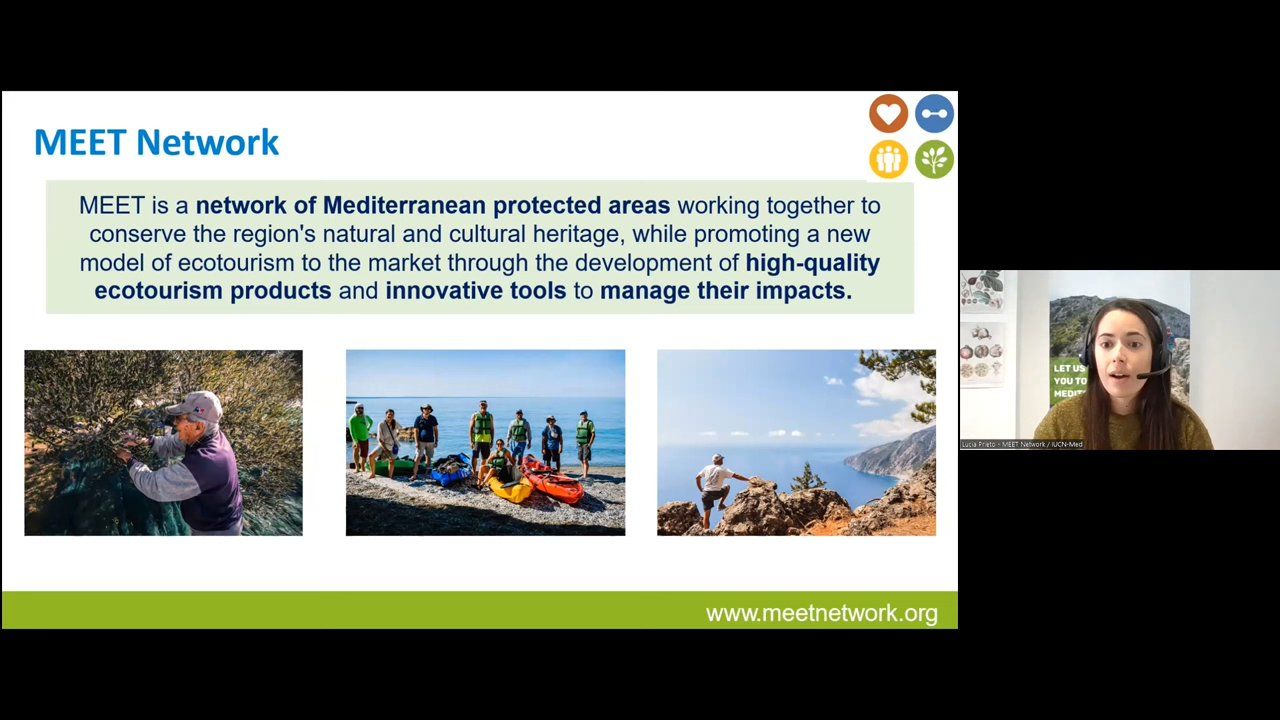 MEET Network
MEET is a network of Mediterranean protected areas working together to
conserve the region's natural and cultural heritage, while promoting a new
model of ecotourism to the market through the development of high-quality
ecotourism products and innovative tools to manage their impacts.
www.meetnetwork.org
LET US
YOU TO
MEDIT
Lucia Prieto - MEET Network / IUCN-Med